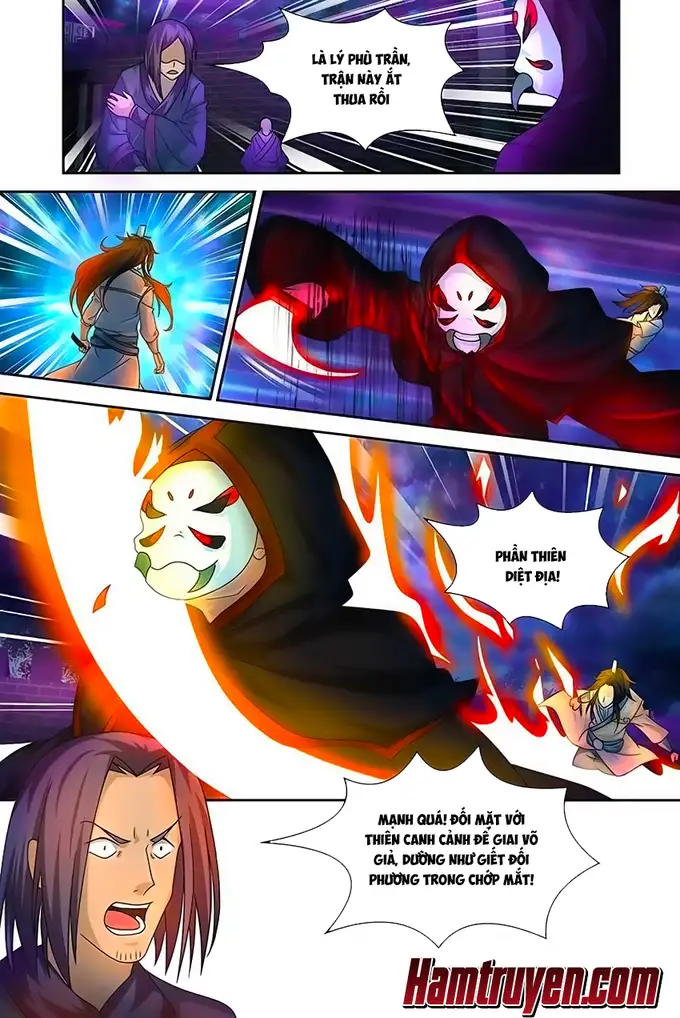 LÀ LÝ PHÙ TRẦN,
TRẬN NÀY ẮT
THUA RỒI
PHẦN THIÊN
DIỆT ĐỊA!
MẠNH QUÁ! ĐỐI MẶT VỚI
THIÊN CANH CẢNH ĐỂ GIAI VÕ
GIẢ, DƯỜNG NHƯ GIẾT ĐỐI
PHƯƠNG TRONG CHỚP MẮT!
Hamtruyen.com